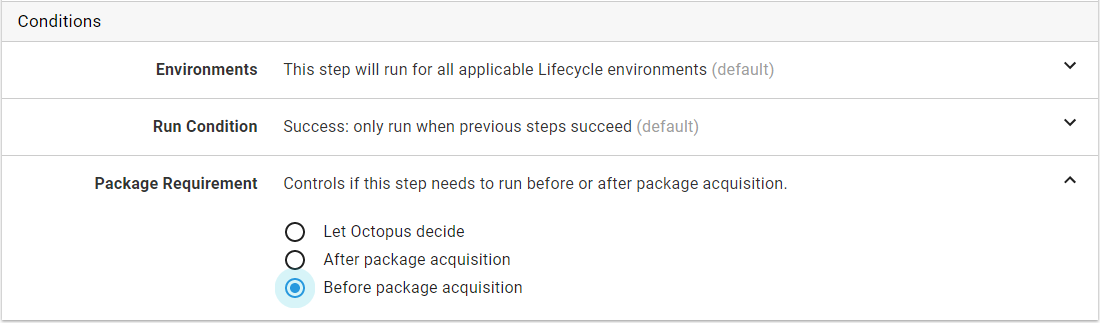 Conditions
Environments This step will run for all applicable Lifecycle environments (default)
Run Condition Success: only run when previous steps succeed (default)
Package Requirement Controls if this step needs to run before or after package acquisition.
Let Octopus decide
After package acquisition
Before package acquisition